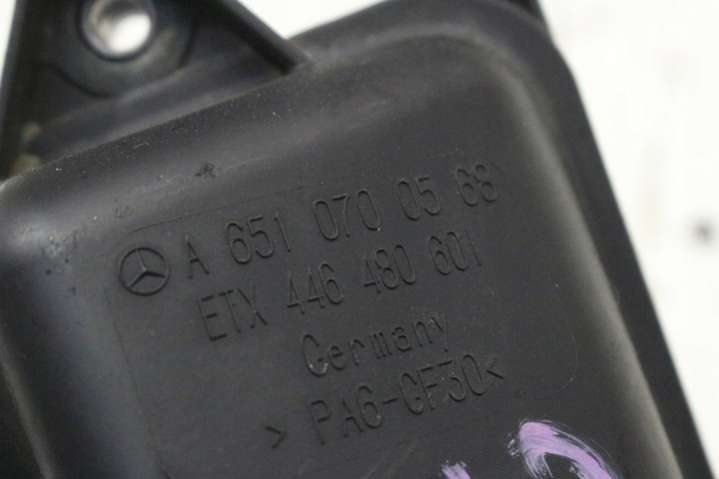 A 651 070 05 68
ETX 446 480 601
Germany
> PA6-GF30<